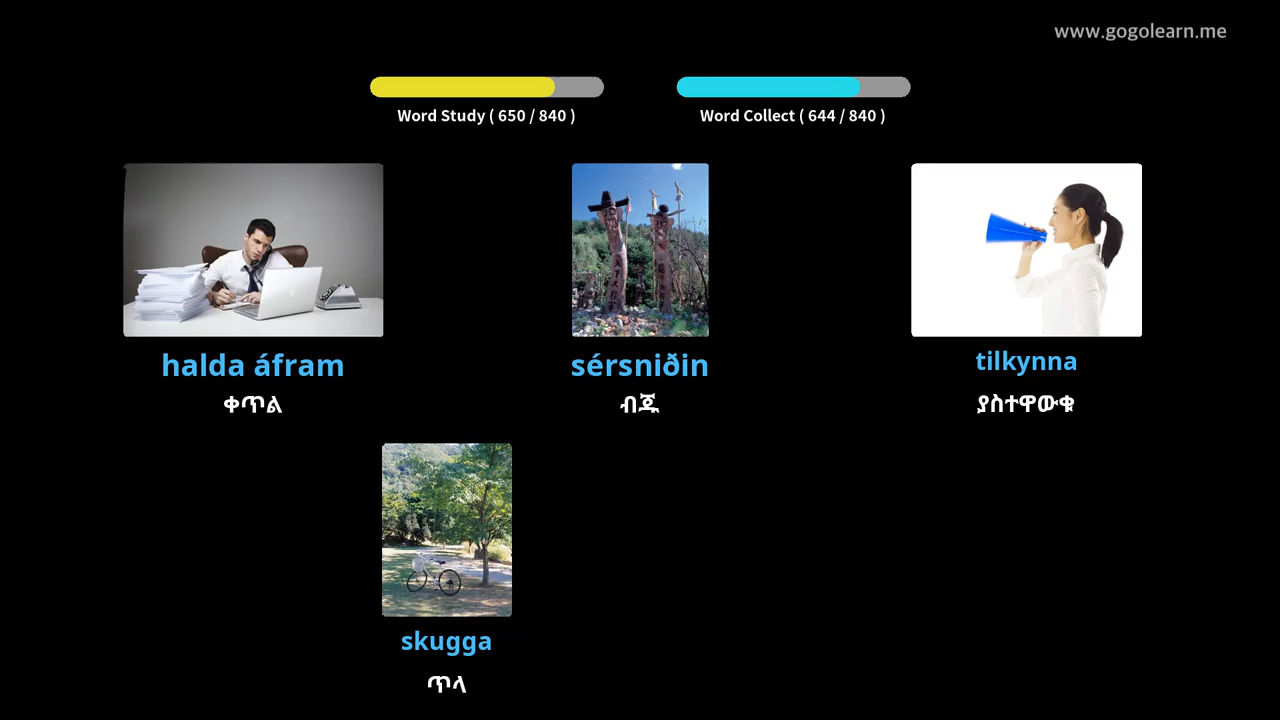 www.gogolearn.me
Word Study ( 650 / 840 )
Word Collect ( 644 / 840 )
halda áfram
ቀጥል
sérsniðin
ብጁ
tilkynna
ያስተዋውቁ
skugga
ጥላ